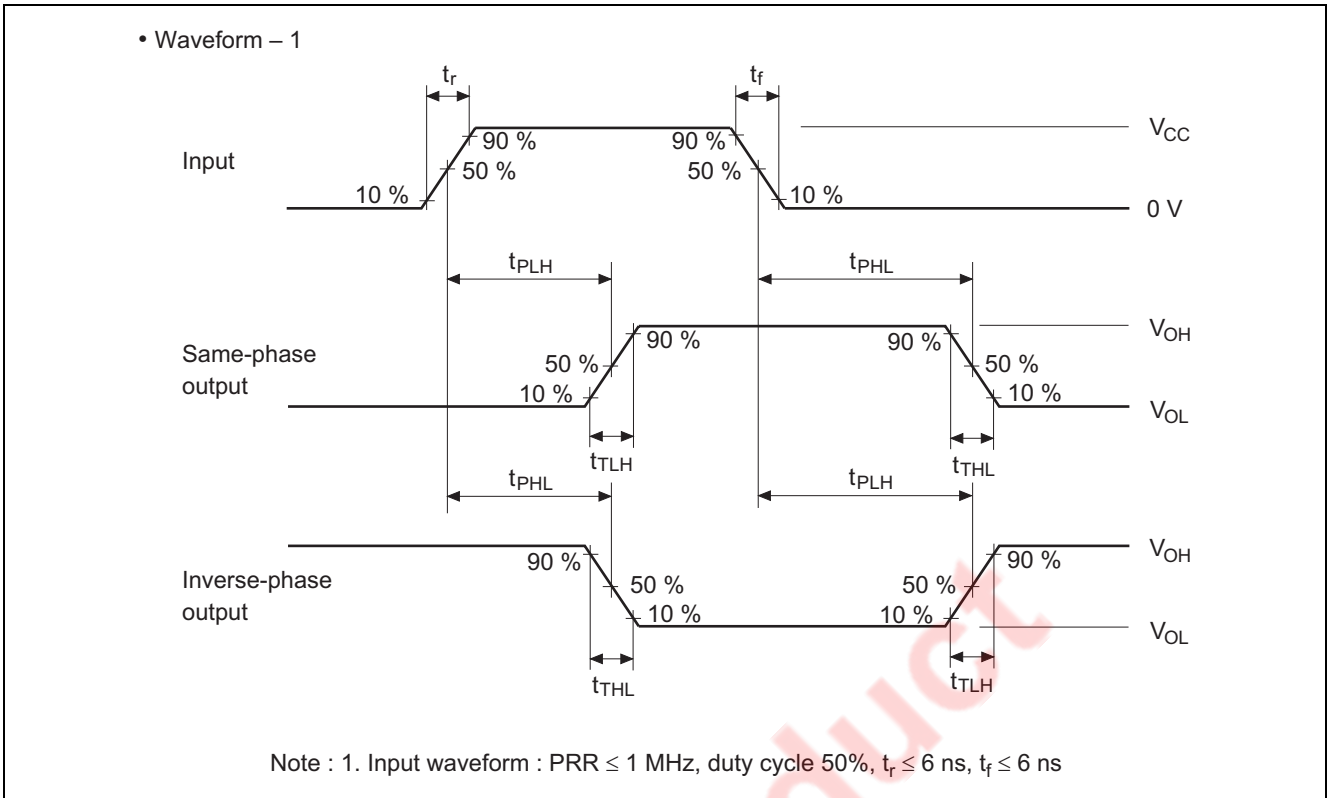 • Waveform – 1
tr tf
Input
90 % 90 % VCC
50 % 50 %
10 % 10 % 0 V
tPLH tPHL
Same-phase
output
90 % 90 % VOH
50 % 50 %
10 % 10 % VOL
tTLH tTHL
tPHL tPLH
Inverse-phase
output
90 % 90 % VOH
50 % 50 %
10 % 10 % VOL
tTHL tTLH
Note : 1. Input waveform : PRR ≤ 1 MHz, duty cycle 50%, tr ≤ 6 ns, tf ≤ 6 ns
duct